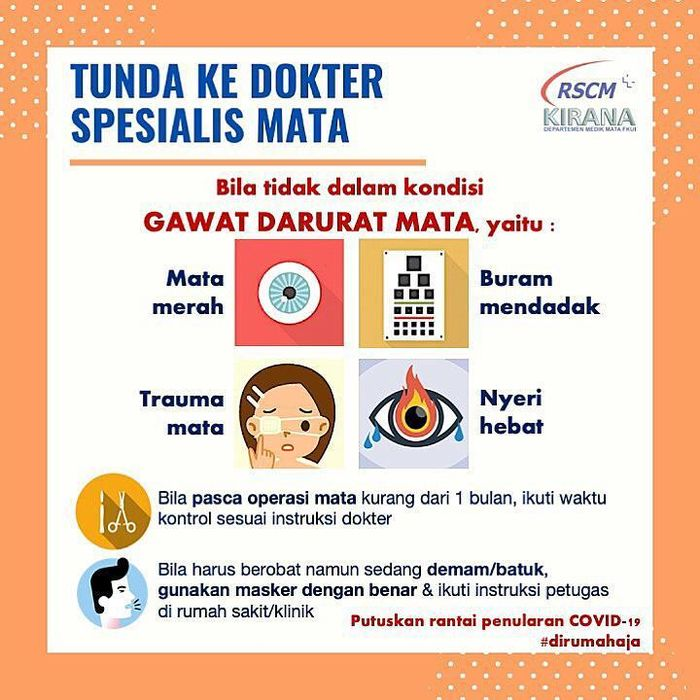 TUNDA KE DOKTER
SPESIALIS MATA
RSCM
KIRANA
DEPARTEMEN MEDIK MATA FKUI
Bila tidak dalam kondisi
GAWAT DARURAT MATA, yaitu :
Mata
merah
Buram
mendadak
Trauma
mata
Nyeri
hebat
Bila pasca operasi mata kurang dari 1 bulan, ikuti waktu
kontrol sesuai instruksi dokter
Bila harus berobat namun sedang demam/batuk,
gunakan masker dengan benar & ikuti instruksi petugas
di rumah sakit/klinik
Putuskan rantai penularan COVID-19
#dirumahaja